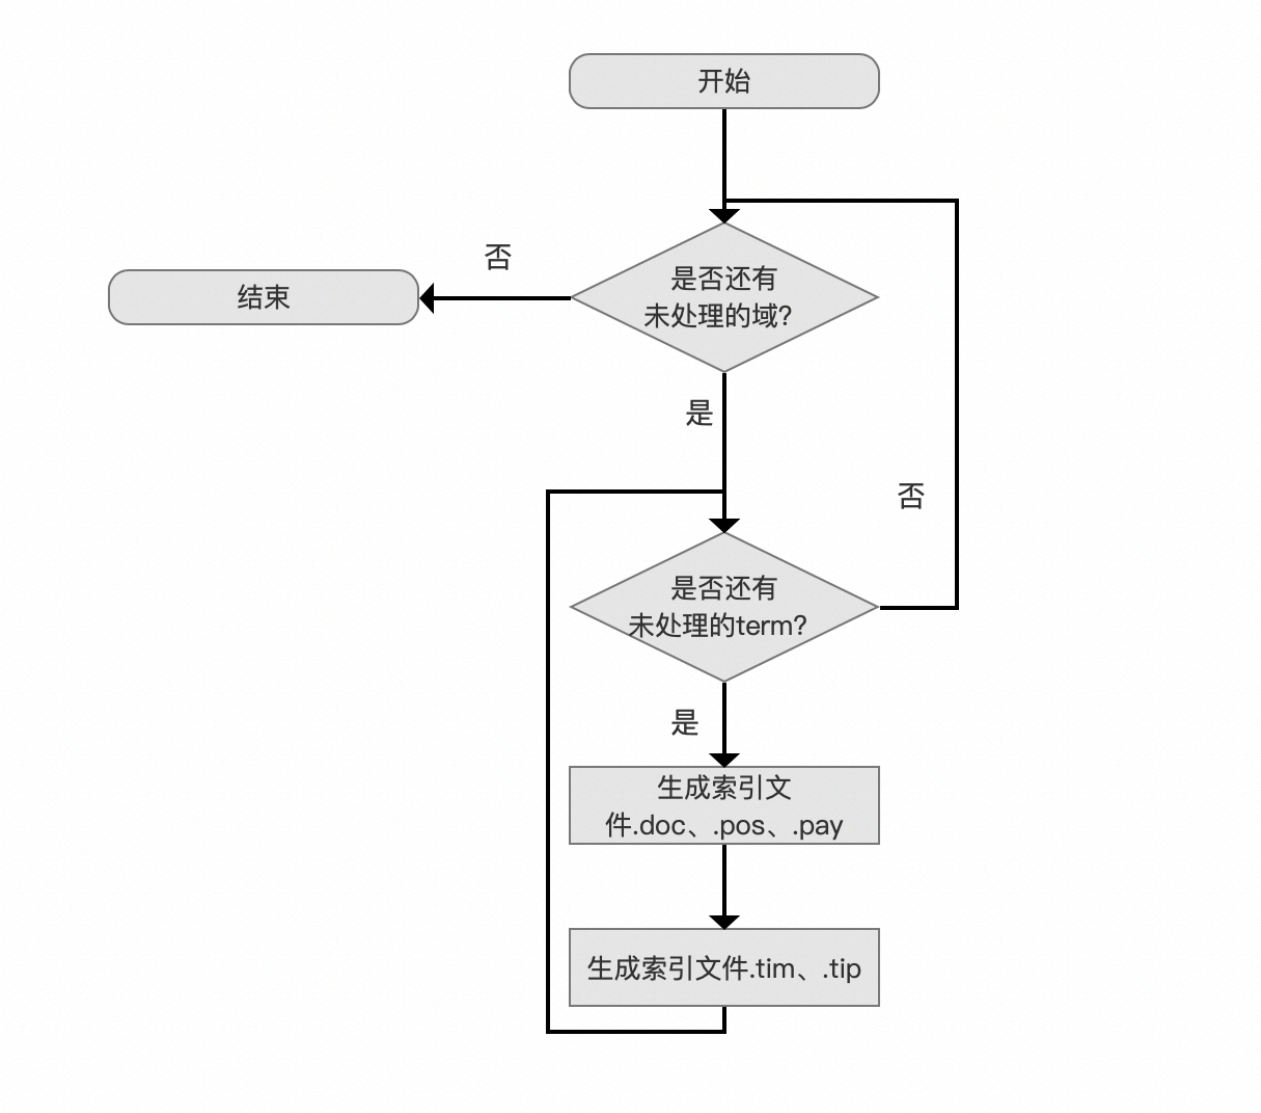 开始
否
结束
是否还有
未处理的域?
是
否
是否还有
未处理的term?
是
生成索引文
件.doc、.pos、.pay
生成索引文件.tim、.tip